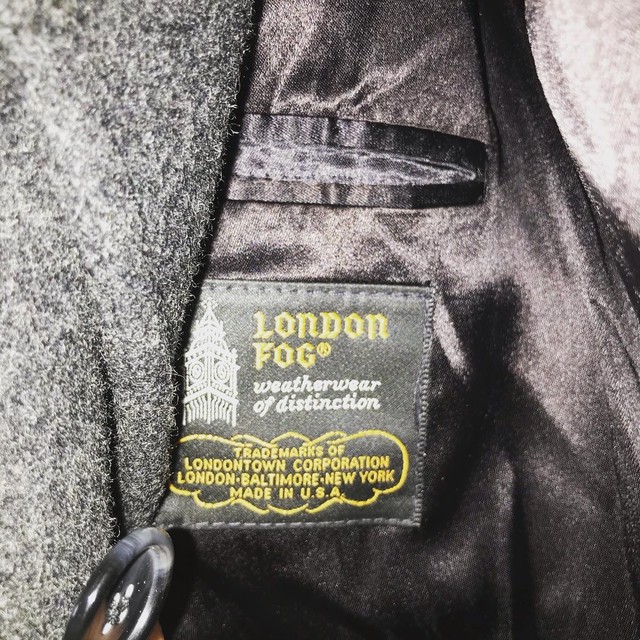 LONDON
FOG®
weatherwear
of distinction
TRADEMARKS OF
LONDONTOWN CORPORATION
LONDON·BALTIMORE·NEW YORK
MADE IN U.S.A.